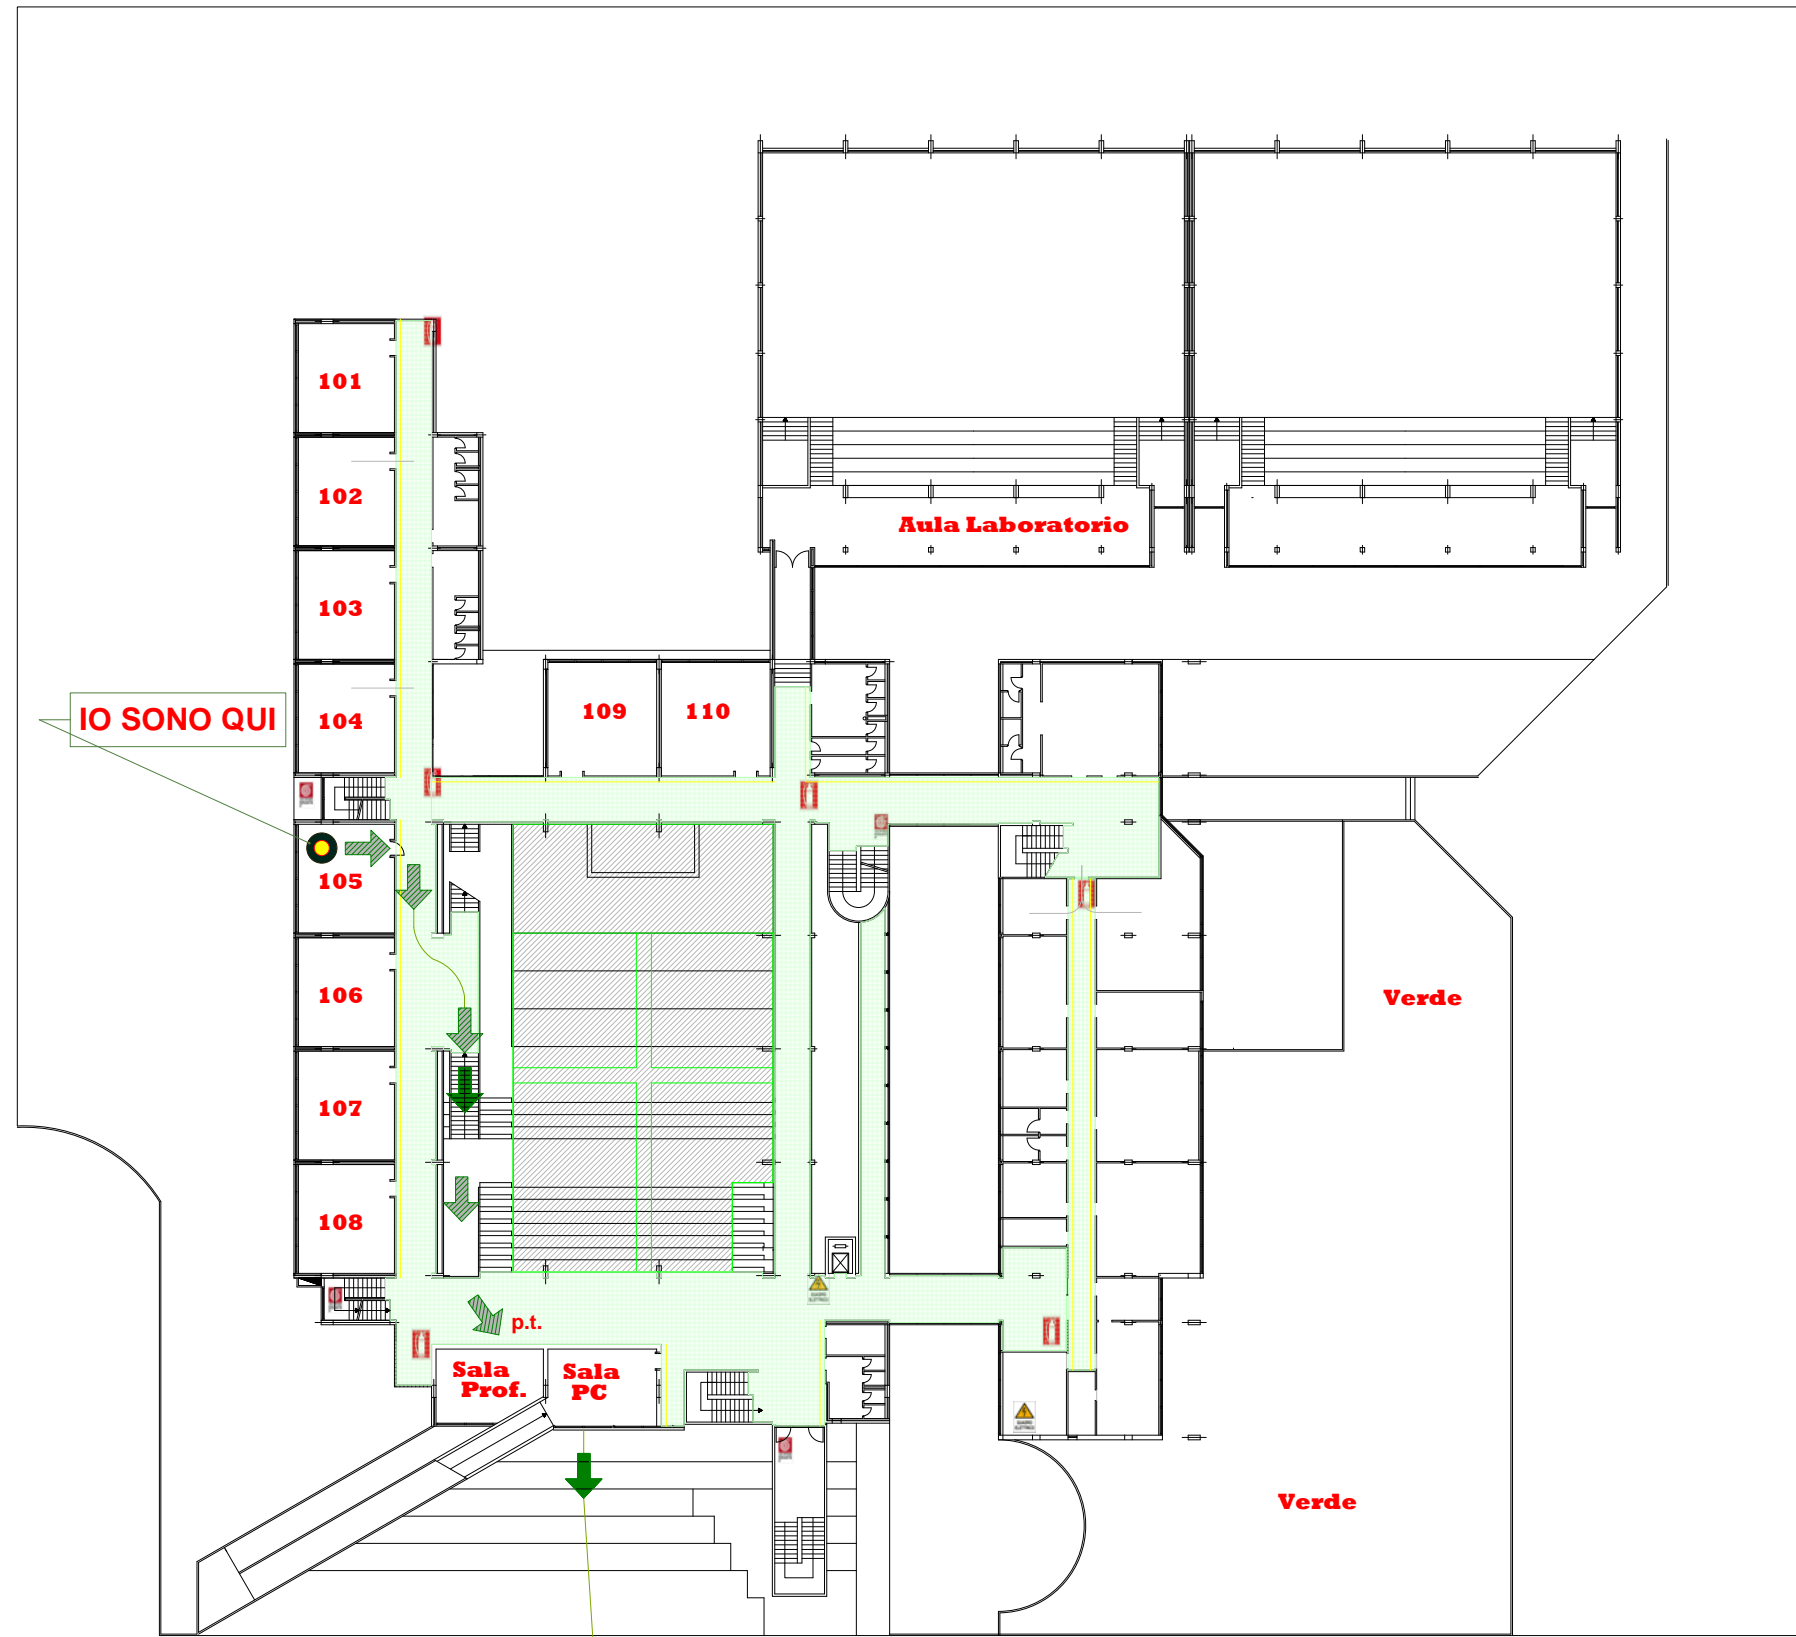 Aula Laboratorio
101
102
103
104
IO SONO QUI
109
110
105
106
107
108
Verde
p.t.
Sala
Prof.
Sala
PC
Verde